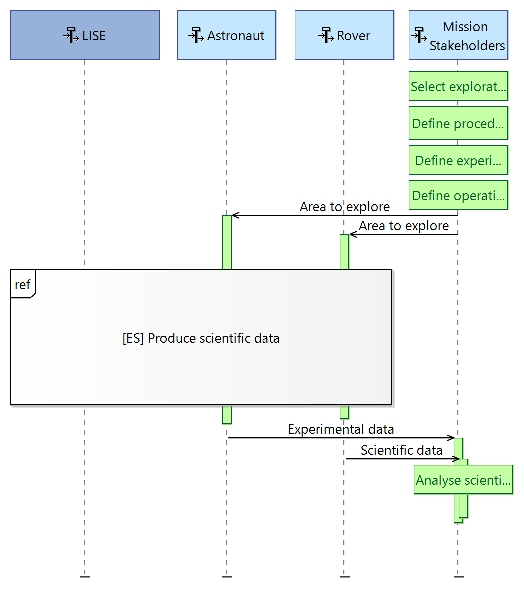 LISE
Astronaut
Rover
Mission
Stakeholders
Select explorat...
Define proced...
Define experi...
Define operati...
Area to explore
Area to explore
ref
[ES] Produce scientific data
Experimental data
Scientific data
Analyse scienti...